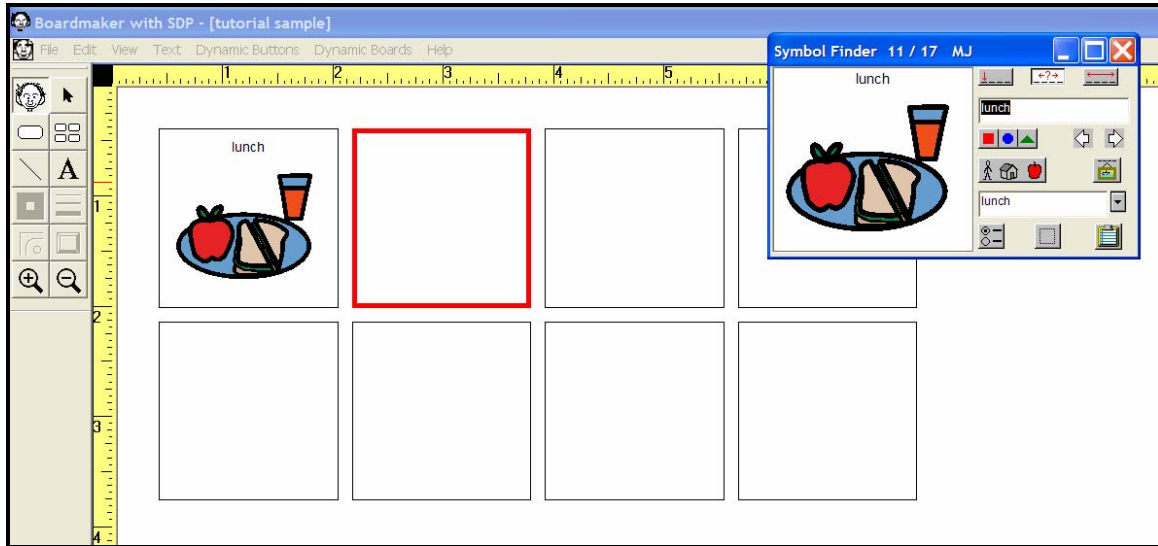 Boardmaker with SDP - [tutorial sample]
File Edit View Text Dynamic Buttons Dynamic Boards Help
1 2 3 4 5
A
1
2
3
4
lunch
Symbol Finder 11 / 17 MJ
lunch
←?→
lunch
lunch